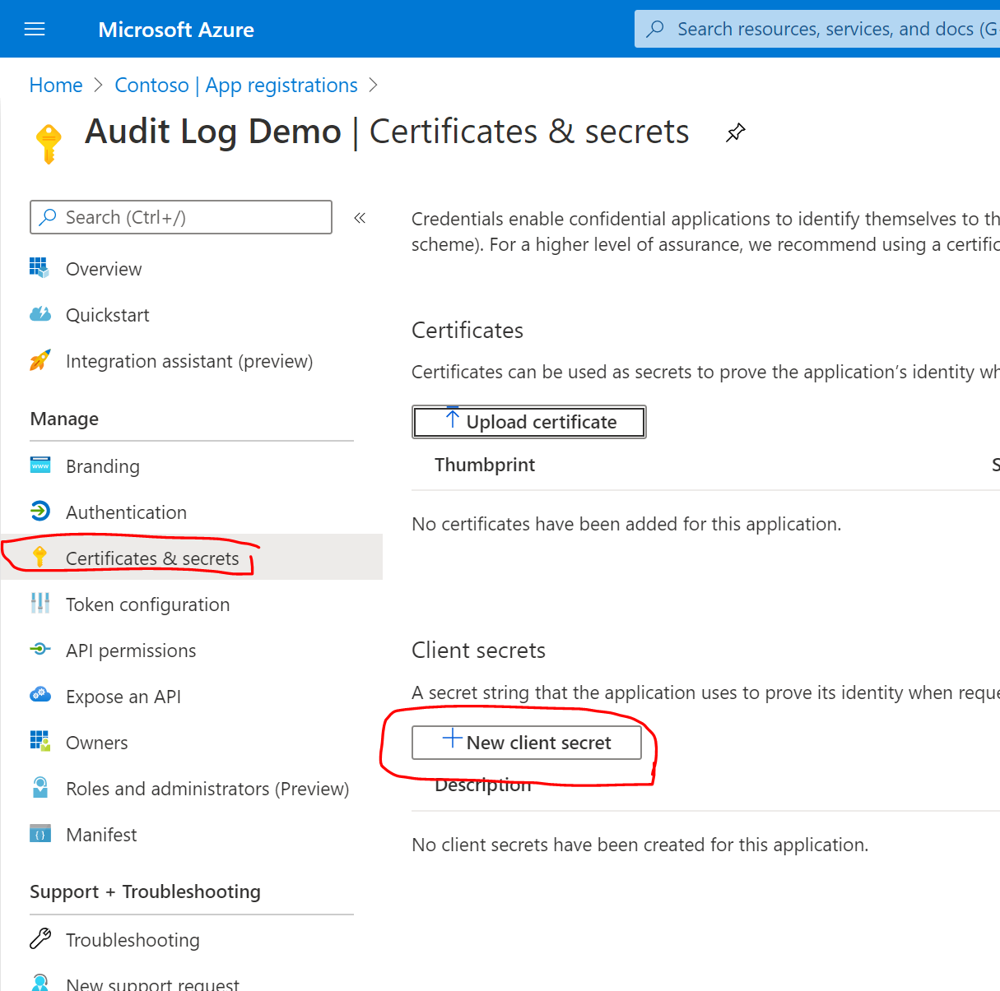 Microsoft Azure
Search resources, services, and docs (G
Home > Contoso | App registrations >
Audit Log Demo | Certificates & secrets
Search (Ctrl+/)
«
Overview
Quickstart
Integration assistant (preview)
Manage
Branding
Authentication
Certificates & secrets
Token configuration
API permissions
Expose an API
Owners
Roles and administrators (Preview)
Manifest
Support + Troubleshooting
Troubleshooting
New support request
Credentials enable confidential applications to identify themselves to th
scheme). For a higher level of assurance, we recommend using a certific
Certificates
Certificates can be used as secrets to prove the application’s identity wh
Upload certificate
Thumbprint S
No certificates have been added for this application.
Client secrets
A secret string that the application uses to prove its identity when reque
New client secret
Description
No client secrets have been created for this application.